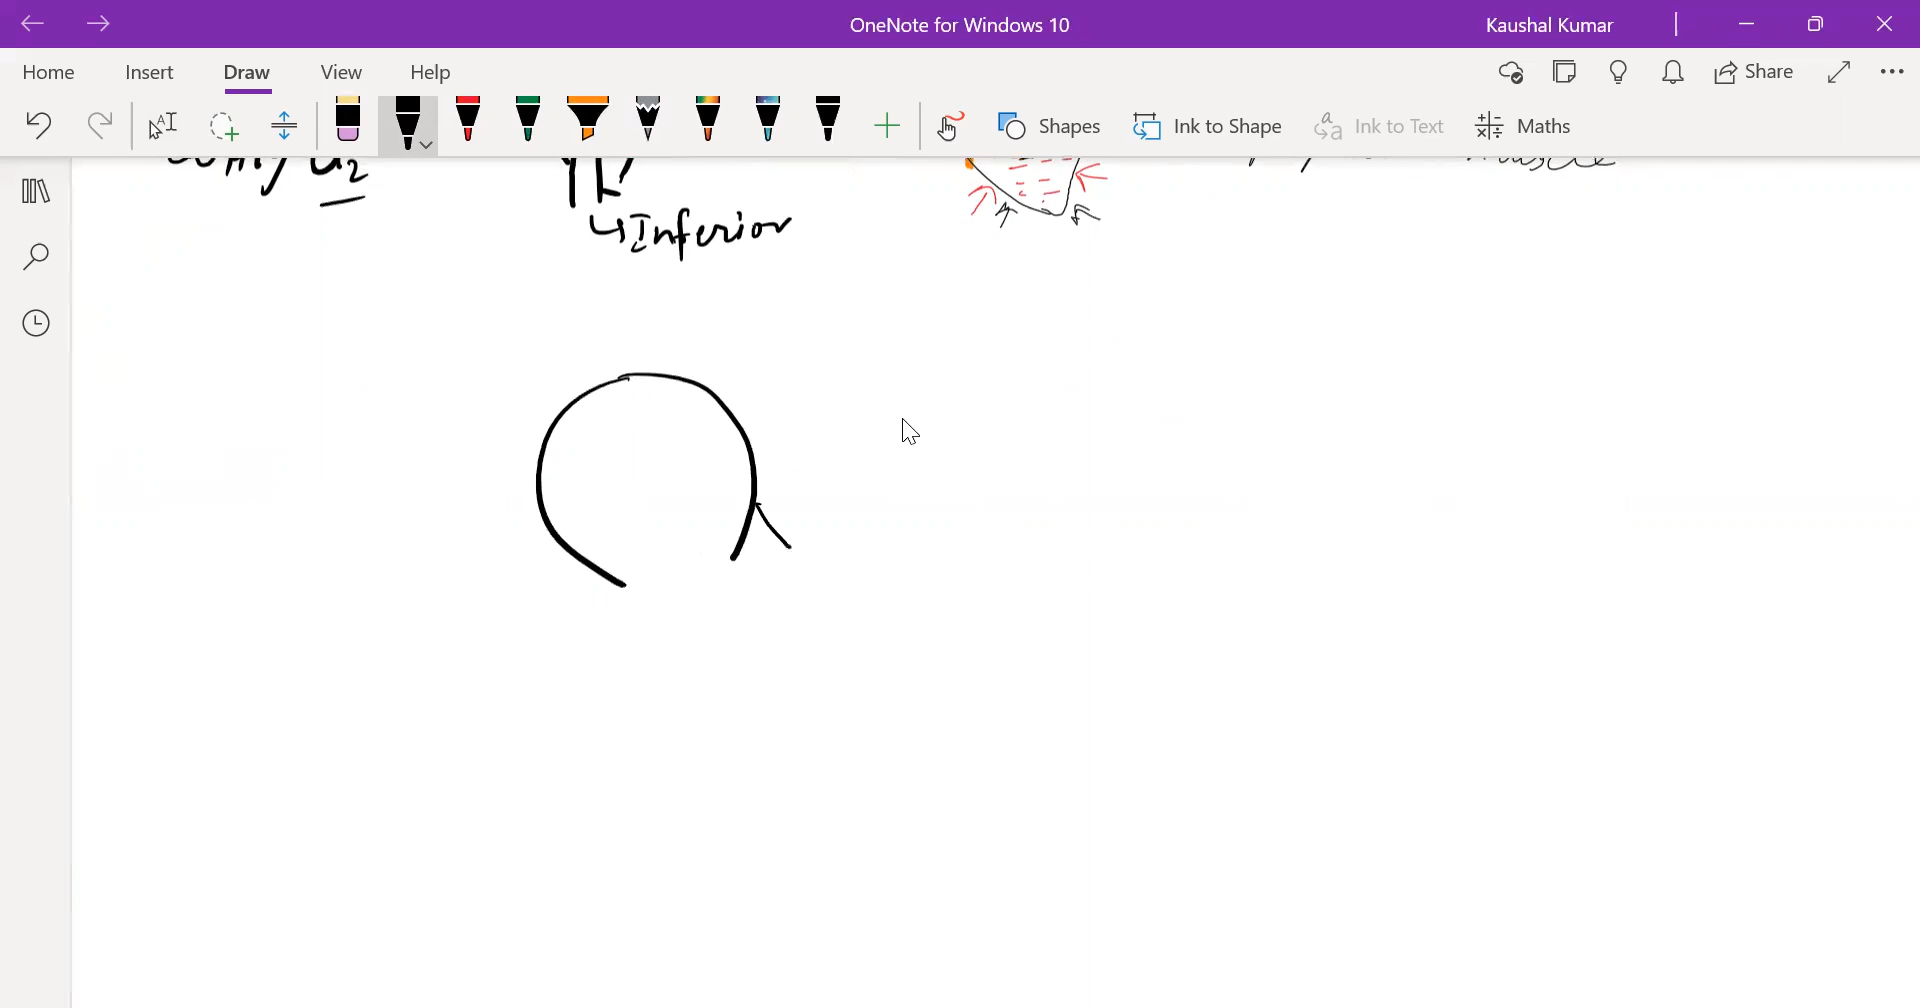 OneNote for Windows 10
Kaushal Kumar
Home Insert Draw View Help
Share
Shapes Ink to Shape Ink to Text Maths
Inferior